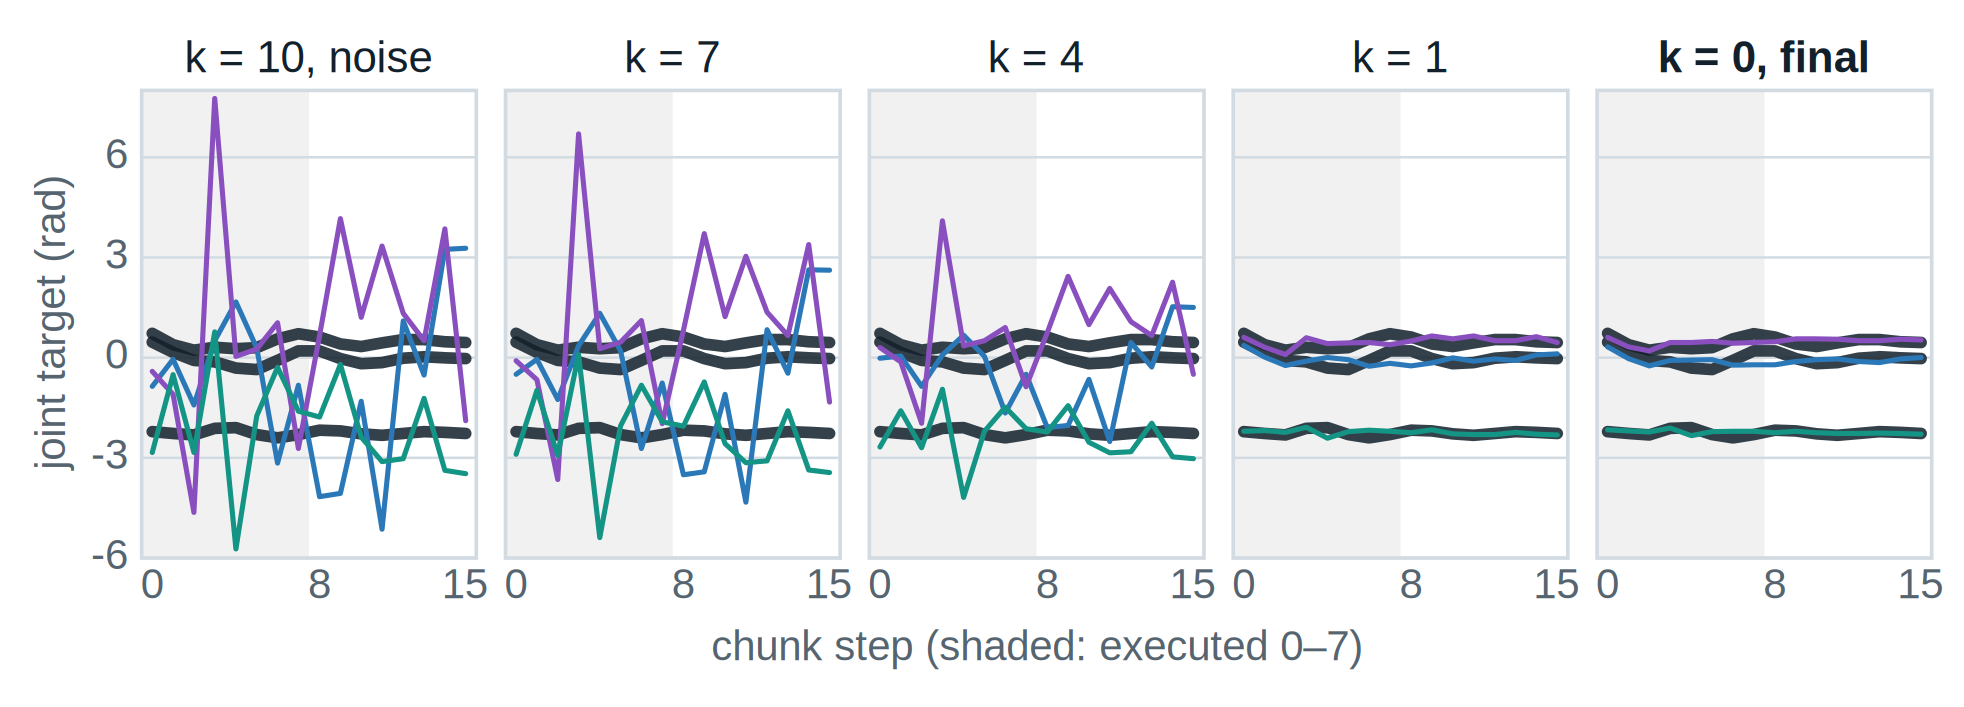 k = 10, noise
k = 7
k = 4
k = 1
k = 0, final
joint target (rad)
6
3
0
-3
-6
0 8 15
0 8 15
0 8 15
0 8 15
0 8 15
chunk step (shaded: executed 0–7)